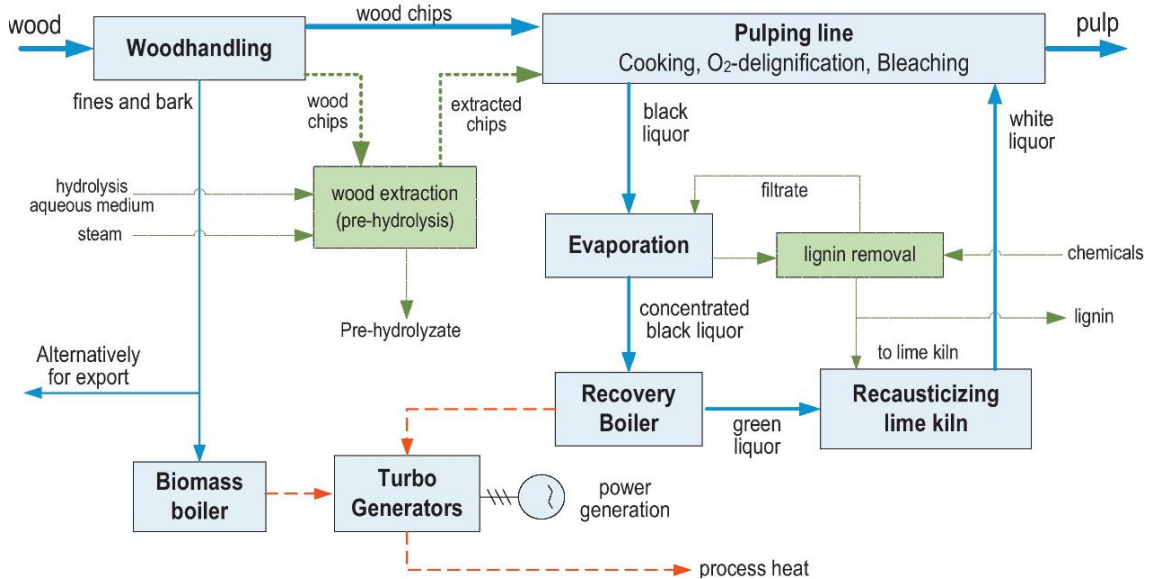 wood
wood chips
pulp
Woodhandling
Pulping line
Cooking, O₂-delignification, Bleaching
fines and bark
wood
chips
extracted
chips
black
liquor
white
liquor
hydrolysis
aqueous medium
steam
wood extraction
(pre-hydrolysis)
filtrate
Evaporation
lignin removal
chemicals
Pre-hydrolyzate
concentrated
black liquor
lignin
to lime kiln
Alternatively
for export
Recovery
Boiler
green
liquor
Recausticizing
lime kiln
Biomass
boiler
Turbo
Generators
power
generation
process heat